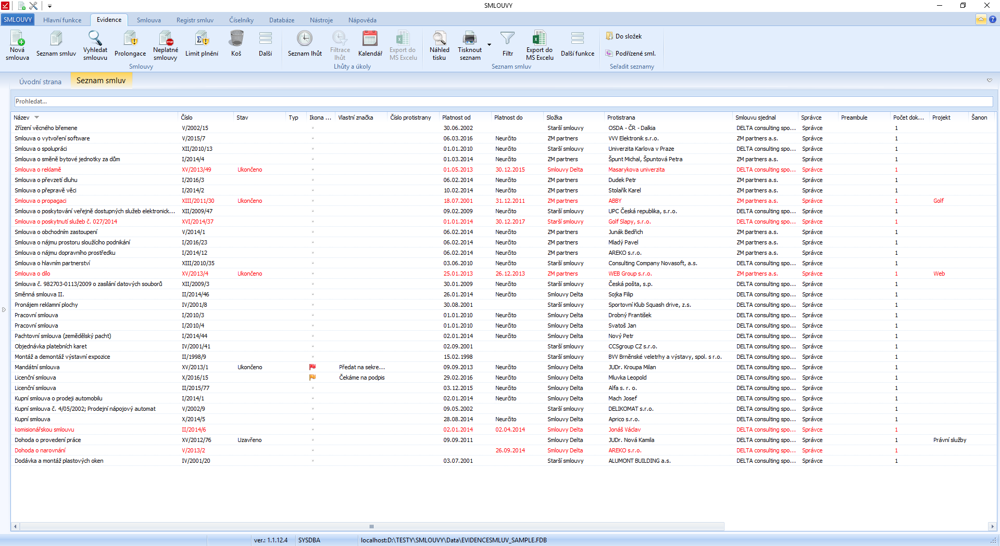 SMLOUVY
SMLOUVY Hlavní funkce Evidence Smlouva Registr smluv Číselníky Databáze Nástroje Nápověda
Nová smlouva Seznam smluv Vyhledat smlouvu Prolongace Neplatné smlouvy Limit plnění Koš Další Seznam lhůt Filtrace lhůt Kalendář Export do MS Excelu Náhled tisku Tisknout seznam Filtr Export do MS Excelu Další funkce Do složek Podřízené sml.
Smlouvy Lhůty a úkoly Seznam smluv Seřadit seznamy
Úvodní strana Seznam smluv
Prohledat...
Název Číslo Stav Typ Ikona ... Vlastní značka Číslo protistrany Platnost od Platnost do Složka Protistrana Smlouvu sjednal Správce Preambule Počet dok... Projekt Šanon
Zřízení věcného břemene V/2002/15 30.06.2002 Starší smlouvy OSDA - ČR - Dalkia DELTA consulting spo... Správce 1
Smlouva o vytvoření software V/2015/7 06.03.2016 Neurčito ZM partners VVV Elektronik s.r.o. ZM partners a.s. Správce 1
Smlouva o spolupráci XII/2010/13 01.01.2010 Neurčito Starší smlouvy Univerzita Karlova v Praze DELTA consulting spo... Správce 1
Smlouva o směně bytové jednotky za dům I/2014/4 01.03.2014 Neurčito ZM partners Špunt Michal, Špuntová Petra ZM partners a.s. Správce 1
Smlouva o reklamě XV/2013/49 Ukončeno 01.05.2013 30.12.2015 Smlouvy Delta Masarykova univerzita DELTA consulting spo... Správce 1
Smlouva o převzetí dluhu I/2016/3 06.02.2014 Neurčito ZM partners Dudek Petr ZM partners a.s. Správce 1
Smlouva o přepravě věci I/2014/2 10.02.2014 Neurčito ZM partners Stolařík Karel ZM partners a.s. Správce 1
Smlouva o propagaci XIII/2011/30 Ukončeno 18.07.2001 31.12.2011 ZM partners ABBY ZM partners a.s. Správce 1 Golf
Smlouva o poskytování veřejně dostupných služeb elektronick... XII/2009/47 09.02.2009 Neurčito Starší smlouvy UPC Česká republika, s.r.o. DELTA consulting spo... Správce 1
Smlouva o poskytnutí služeb č. 027/2014 XVI/2014/37 01.01.2014 30.12.2017 Starší smlouvy Golf Slapy, s.r.o. DELTA consulting spo... Správce 1
Smlouva o obchodním zastoupení V/2014/1 06.02.2014 Neurčito ZM partners Junák Bedřich ZM partners a.s. Správce 1
Smlouva o nájmu prostoru sloužícího podnikání I/2016/23 06.02.2014 Neurčito ZM partners Mladý Pavel ZM partners a.s. Správce 1
Smlouva o nájmu dopravního prostředku I/2014/12 06.02.2014 Neurčito ZM partners AREKO s.r.o. ZM partners a.s. Správce 1
Smlouva o hlavním partnerství XIII/2010/35 03.06.2010 Neurčito Starší smlouvy Consulting Company Novasoft, a.s. DELTA consulting spo... Správce 1
Smlouva o dílo XV/2013/4 Ukončeno 25.01.2013 26.12.2013 ZM partners WEB Group s.r.o. ZM partners a.s. Správce 1 Web
Smlouva č. 982703-0113/2009 o zasílání datových souborů XII/2009/3 30.01.2009 Neurčito Starší smlouvy Česká pošta, s.p. DELTA consulting spo... Správce 1
Směnná smlouva II. II/2014/46 26.01.2014 Neurčito Smlouvy Delta Sojka Filip DELTA consulting spo... Správce 1
Pronájem reklamní plochy IV/2001/8 30.08.2001 Starší smlouvy Sportovní Klub Squash drive, z.s. DELTA consulting spo... Správce 1
Pracovní smlouva I/2010/3 01.01.2010 Neurčito Smlouvy Delta Drobný František DELTA consulting spo... Správce 1
Pracovní smlouva I/2010/4 01.01.2010 Neurčito Smlouvy Delta Svatoš Jan DELTA consulting spo... Správce 1
Pachtovní smlouva (zemědělský pacht) I/2014/44 02.01.2014 Neurčito Smlouvy Delta Nový Petr DELTA consulting spo... Správce 1
Objednávka platebních karet IV/2001/41 02.09.2001 Starší smlouvy CCSgroup CZ s.r.o. DELTA consulting spo... Správce 1
Montáž a demontáž výstavní expozice II/1998/9 15.02.1998 Starší smlouvy BVV Brněnské veletrhy a výstavy, spol. s r.o. DELTA consulting spo... Správce 1
Mandátní smlouva XV/2013/1 Ukončeno Předat na sekre... 09.09.2013 Neurčito Smlouvy Delta JUDr. Kroupa Milan DELTA consulting spo... Správce 1
Licenční smlouva X/2016/15 Čekáme na podpis 29.02.2016 Neurčito Smlouvy Delta Mluvka Leopold DELTA consulting spo... Správce 1
Licenční smlouva II/2015/77 03.12.2015 Neurčito Smlouvy Delta Alfa s. r. o. DELTA consulting spo... Správce 1
Kupní smlouva o prodeji automobilu I/2014/1 02.01.2014 Neurčito Smlouvy Delta Mach Josef DELTA consulting spo... Správce 1
Kupní smlouva č. 4/05/2002; Prodejní nápojový automat V/2002/9 09.05.2002 Starší smlouvy DELIKOMAT s.r.o. DELTA consulting spo... Správce 1
Kupní smlouva X/2014/5 28.08.2014 Neurčito Smlouvy Delta Aprico s.r.o. DELTA consulting spo... Správce 1
komisionářskou smlouvu II/2014/6 02.01.2014 02.04.2014 Smlouvy Delta Jonáš Václav DELTA consulting spo... Správce 1
Dohoda o provedení práce XV/2012/76 Uzavřeno 09.09.2011 Smlouvy Delta JUDr. Nová Kamila DELTA consulting spo... Správce 1 Právní služby
Dohoda o narovnání V/2013/2 26.09.2014 Smlouvy Delta AREKO s.r.o. DELTA consulting spo... Správce 1
Dodávka a montáž plastových oken IV/2001/20 03.07.2001 Starší smlouvy ALUMONT BUILDING a.s. DELTA consulting spo... Správce 1
ver.: 1.1.12.4 SYSDBA localhost:D:\TESTY\SMLOUVY\Data\EVIDENCESMLUV_SAMPLE.FDB